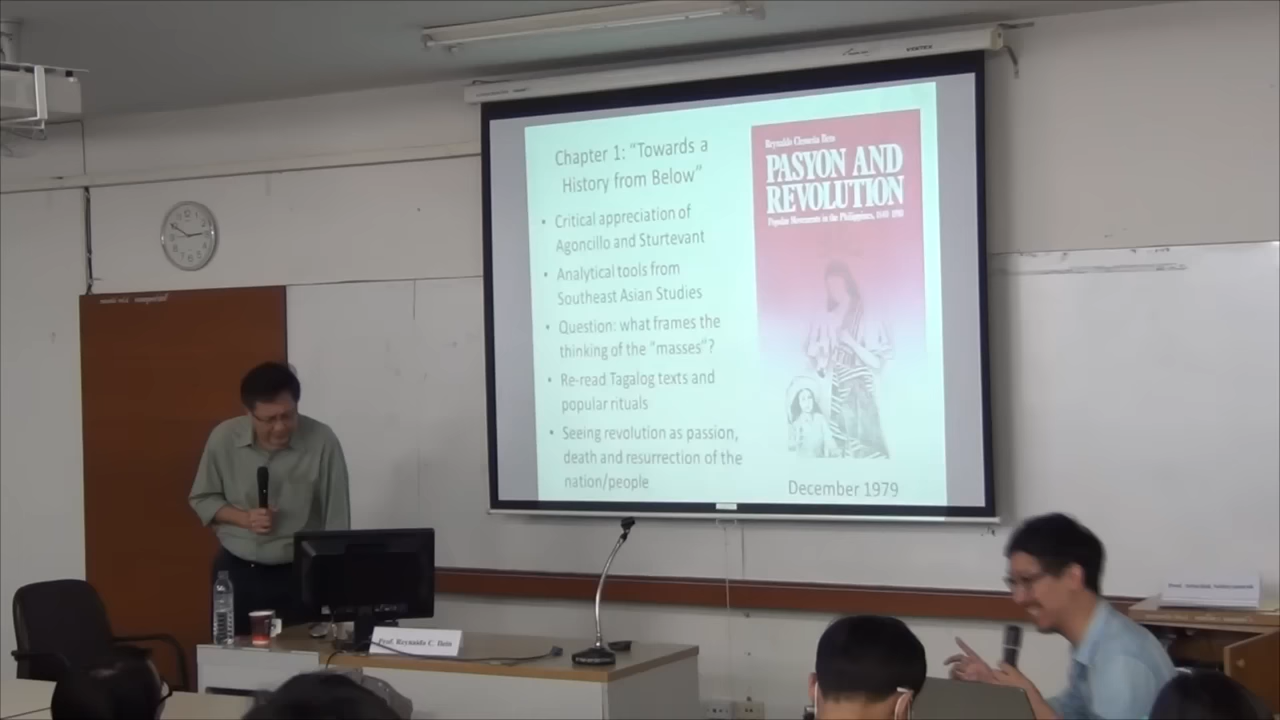 Chapter 1: "Towards a
History from Below"
• Critical appreciation of
Agoncillo and Sturtevant
• Analytical tools from
Southeast Asian Studies
• Question: what frames the
thinking of the "masses"?
• Re-read Tagalog texts and
popular rituals
• Seeing revolution as passion,
death and resurrection of the
nation/people
Reynaldo Clemeña Ileto
PASYON AND
REVOLUTION
Popular Movements in the Philippines, 1840-1910
December 1979
Prof. Reynaldo C. Ileto